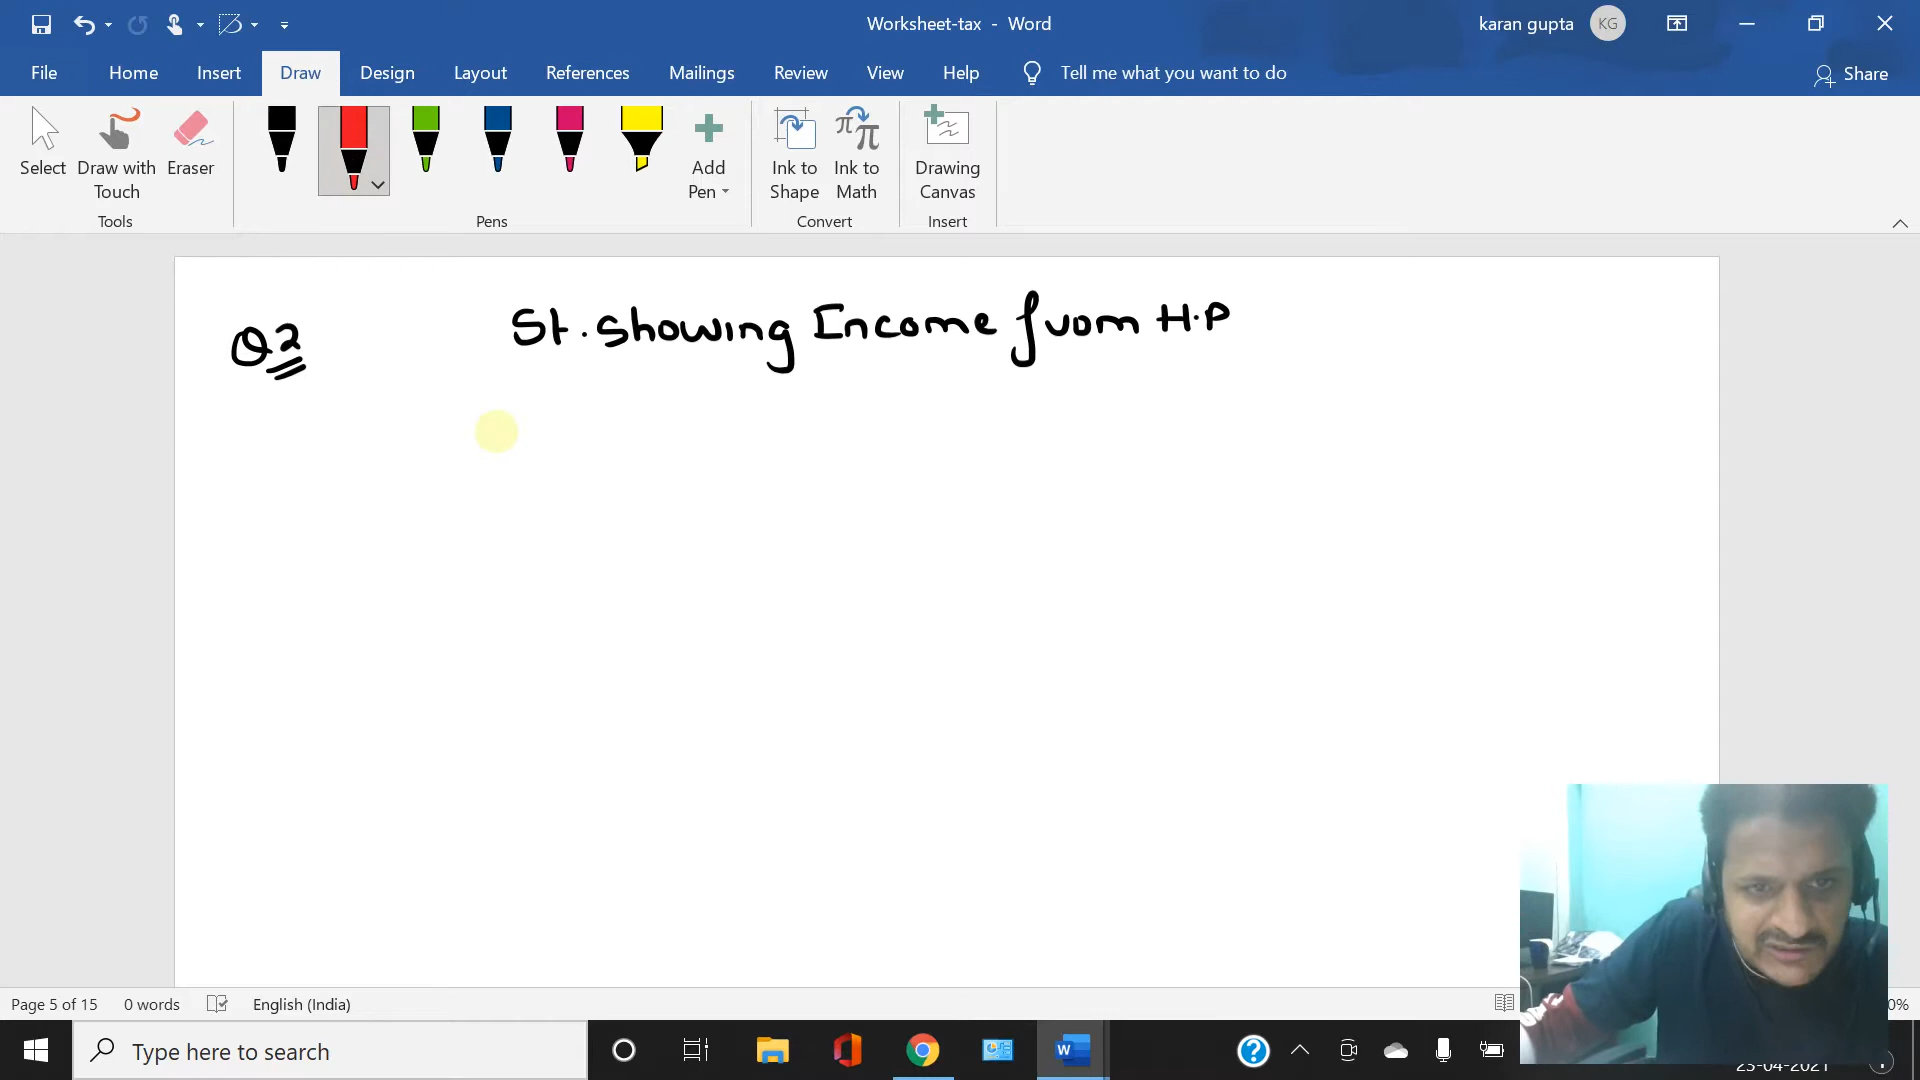 Worksheet-tax - Word
karan gupta KG
File Home Insert Draw Design Layout References Mailings Review View Help Tell me what you want to do Share
Select Draw with Touch Eraser Add Pen Ink to Shape Ink to Math Drawing Canvas
Tools Pens Convert Insert
Q2 St. showing Income from H.P
Page 5 of 15 0 words English (India)
Type here to search